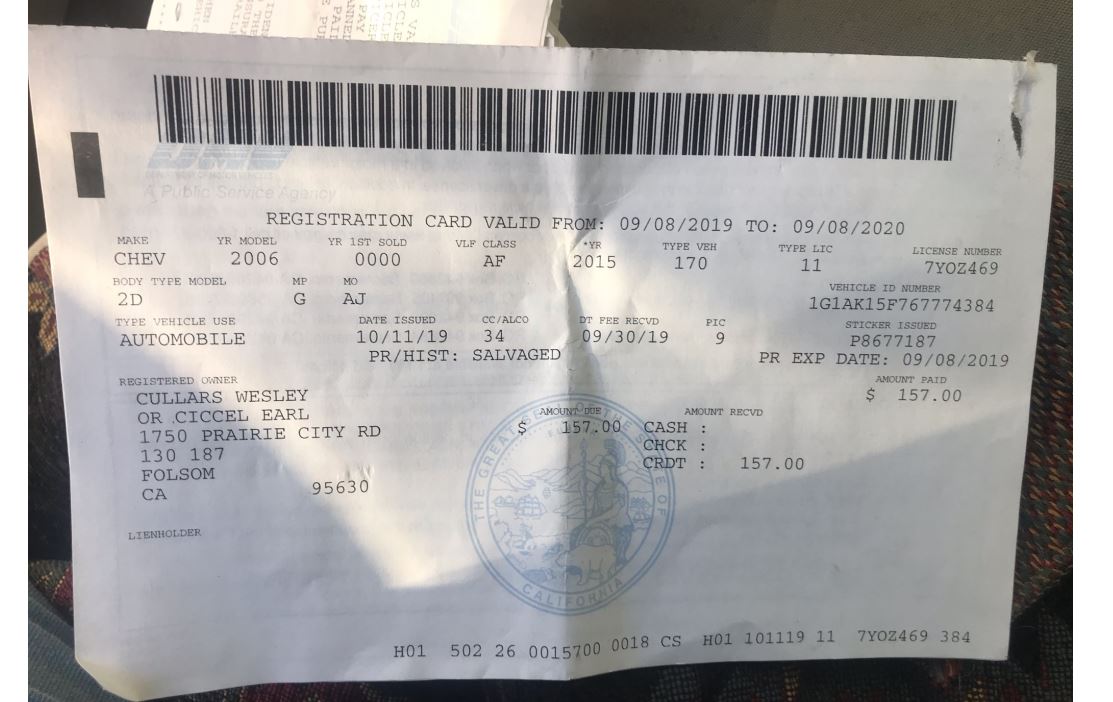 DMV
DEPARTMENT OF MOTOR VEHICLES
A Public Service Agency
REGISTRATION CARD VALID FROM: 09/08/2019 TO: 09/08/2020
MAKE YR MODEL YR 1ST SOLD VLF CLASS *YR TYPE VEH TYPE LIC LICENSE NUMBER
CHEV 2006 0000 AF 2015 170 11 7YOZ469
BODY TYPE MODEL MP MO VEHICLE ID NUMBER
2D G AJ 1G1AK15F767774384
TYPE VEHICLE USE DATE ISSUED CC/ALCO DT FEE RECVD PIC STICKER ISSUED
AUTOMOBILE 10/11/19 34 09/30/19 9 P8677187
PR/HIST: SALVAGED PR EXP DATE: 09/08/2019
REGISTERED OWNER AMOUNT PAID
CULLARS WESLEY $ 157.00
OR CICCEL EARL AMOUNT DUE AMOUNT RECVD
1750 PRAIRIE CITY RD $ 157.00 CASH :
130 187 CHCK :
FOLSOM CRDT : 157.00
CA 95630
LIENHOLDER
THE GREAT SEAL OF THE STATE OF
CALIFORNIA
H01 502 26 0015700 0018 CS H01 101119 11 7YOZ469 384